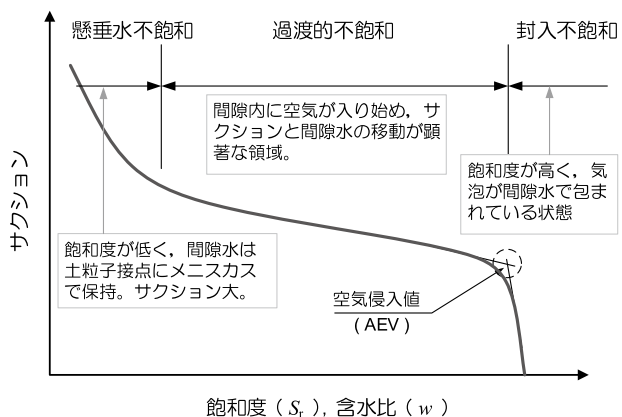 懸垂水不飽和
過渡的不飽和
封入不飽和
間隙内に空気が入り始め，サ
クションと間隙水の移動が顕
著な領域。
飽和度が高く，気
泡が間隙水で包ま
れている状態
サクション
飽和度が低く，間隙水は
土粒子接点にメニスカス
で保持。サクション大。
空気侵入値
（AEV）
飽和度（Sr），含水比（w）